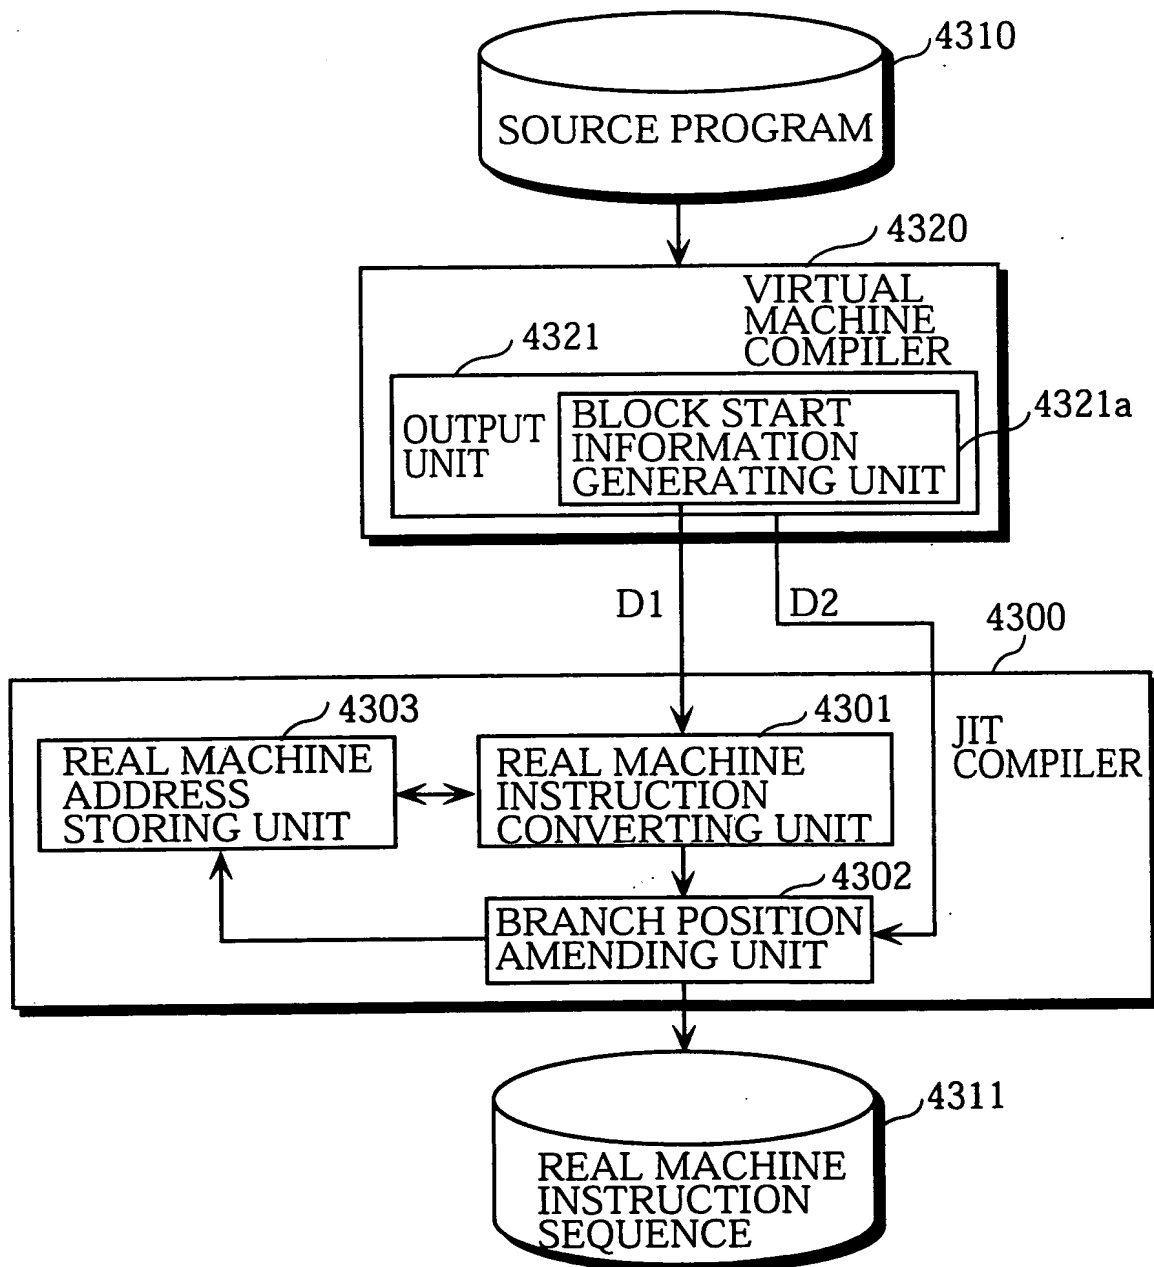 4310
SOURCE PROGRAM
4320
VIRTUAL
MACHINE
COMPILER
4321
OUTPUT
UNIT
BLOCK START
INFORMATION
GENERATING UNIT
4321a
D1
D2
4300
JIT
COMPILER
4303
REAL MACHINE
ADDRESS
STORING UNIT
4301
REAL MACHINE
INSTRUCTION
CONVERTING UNIT
4302
BRANCH POSITION
AMENDING UNIT
4311
REAL MACHINE
INSTRUCTION
SEQUENCE